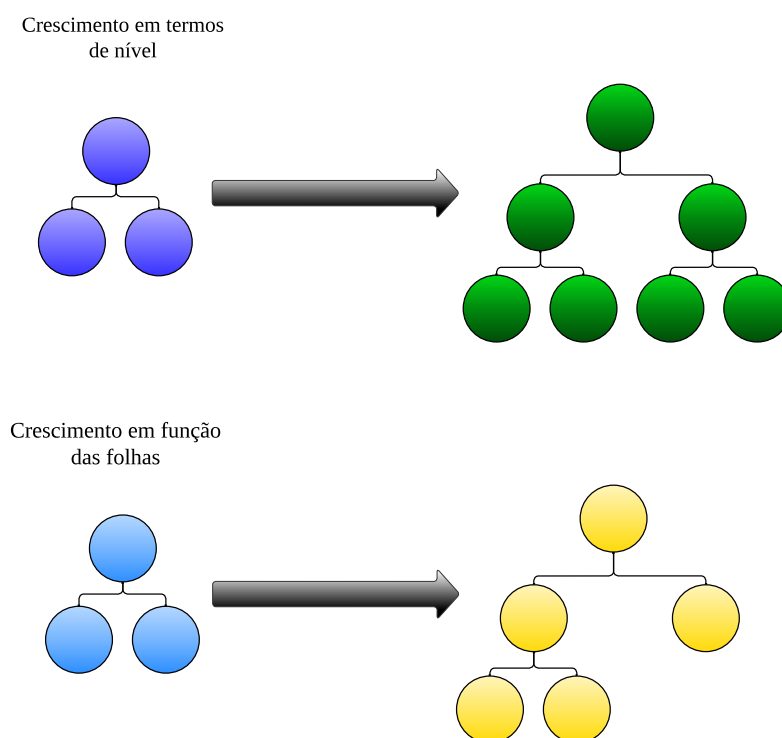 Crescimento em termos
de nível
Crescimento em função
das folhas